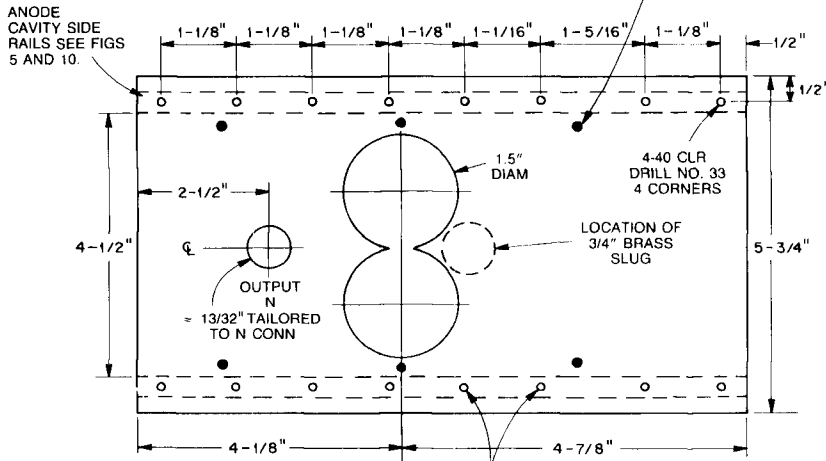 ANODE
CAVITY SIDE
RAILS SEE FIGS
5 AND 10.
1-1/8"
1-1/8"
1-1/8"
1-1/8"
1-1/16"
1-5/16"
1-1/8"
1/2"
1/2"
1.5"
DIAM
4-40 CLR
DRILL NO. 33
4 CORNERS
2-1/2"
LOCATION OF
3/4" BRASS
SLUG
4-1/2"
℄
5-3/4"
OUTPUT
N
≈ 13/32" TAILORED
TO N CONN
4-1/8"
4-7/8"